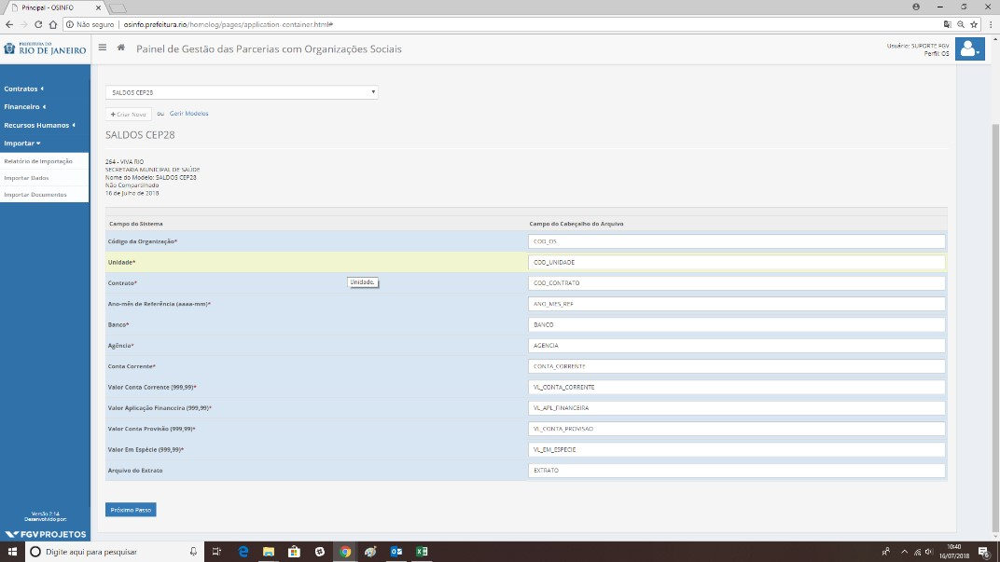 Principal - OSINFO
Não seguro | osinfo.prefeitura.rio/homolog/pages/application-container.html#
PREFEITURA DO
RIO DE JANEIRO
Painel de Gestão das Parcerias com Organizações Sociais
Usuário: SUPORTE FGV
Perfil: OS
Contratos
Financeiro
Recursos Humanos
Importar
Relatório de Importação
Importar Dados
Importar Documentos
SALDOS CEP28
+ Criar Novo ou Gerir Modelos
SALDOS CEP28
264 - VIVA RIO
SECRETARIA MUNICIPAL DE SAÚDE
Nome do Modelo: SALDOS CEP28
Não Compartilhado
16 de julho de 2018
Campo do Sistema Campo do Cabeçalho do Arquivo
Código da Organização* COD_OS
Unidade* COD_UNIDADE
Unidade.
Contrato* COD_CONTRATO
Ano-mês de Referência (aaaa-mm)* ANO_MES_REF
Banco* BANCO
Agência* AGENCIA
Conta Corrente* CONTA_CORRENTE
Valor Conta Corrente (999,99)* VL_CONTA_CORRENTE
Valor Aplicação Financeira (999,99)* VL_APL_FINANCEIRA
Valor Conta Provisão (999,99)* VL_CONTA_PROVISAO
Valor Em Espécie (999,99)* VL_EM_ESPECIE
Arquivo do Extrato EXTRATO
Próximo Passo
Versão 2.14
Desenvolvido por:
FGV PROJETOS
Digite aqui para pesquisar
10:40
16/07/2018